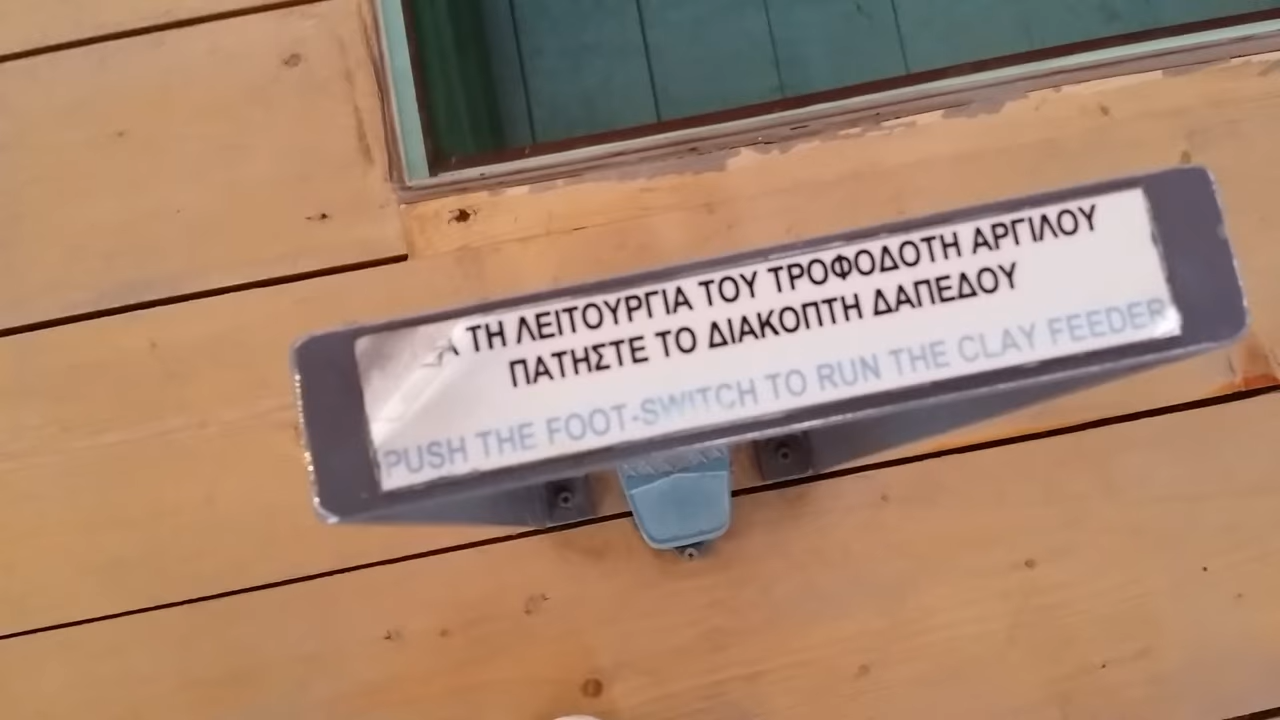 ΤΗ ΛΕΙΤΟΥΡΓΙΑ ΤΟΥ ΤΡΟΦΟΔΟΤΗ ΑΡΓΙΛΟΥ
ΠΑΤΗΣΤΕ ΤΟ ΔΙΑΚΟΠΤΗ ΔΑΠΕΔΟΥ
PUSH THE FOOT-SWITCH TO RUN THE CLAY FEEDER